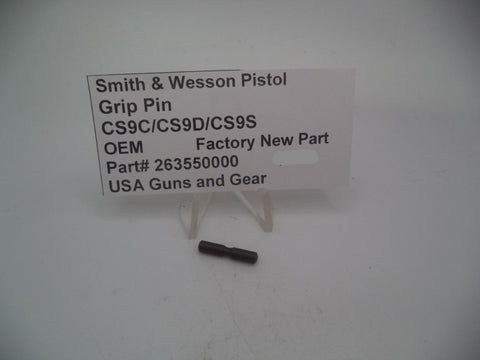 Smith & Wesson Pistol
Grip Pin
CS9C/CS9D/CS9S
OEM Factory New Part
Part# 263550000
USA Guns and Gear